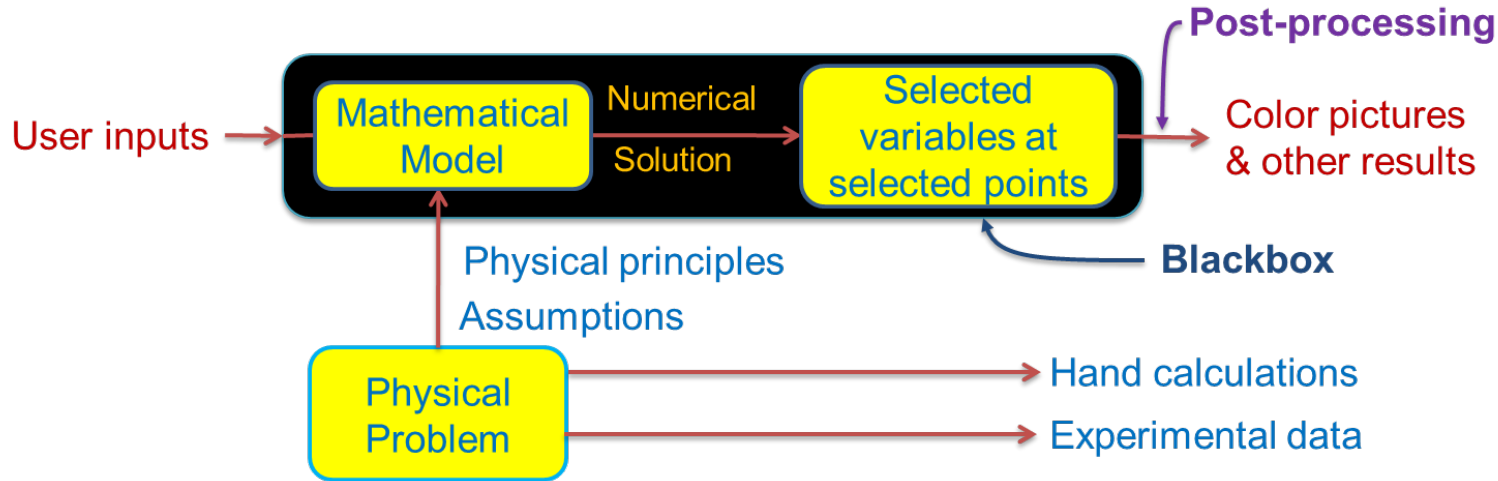 Post-processing
User inputs
Mathematical
Model
Numerical
Solution
Selected
variables at
selected points
Color pictures
& other results
Physical principles
Assumptions
Blackbox
Physical
Problem
Hand calculations
Experimental data